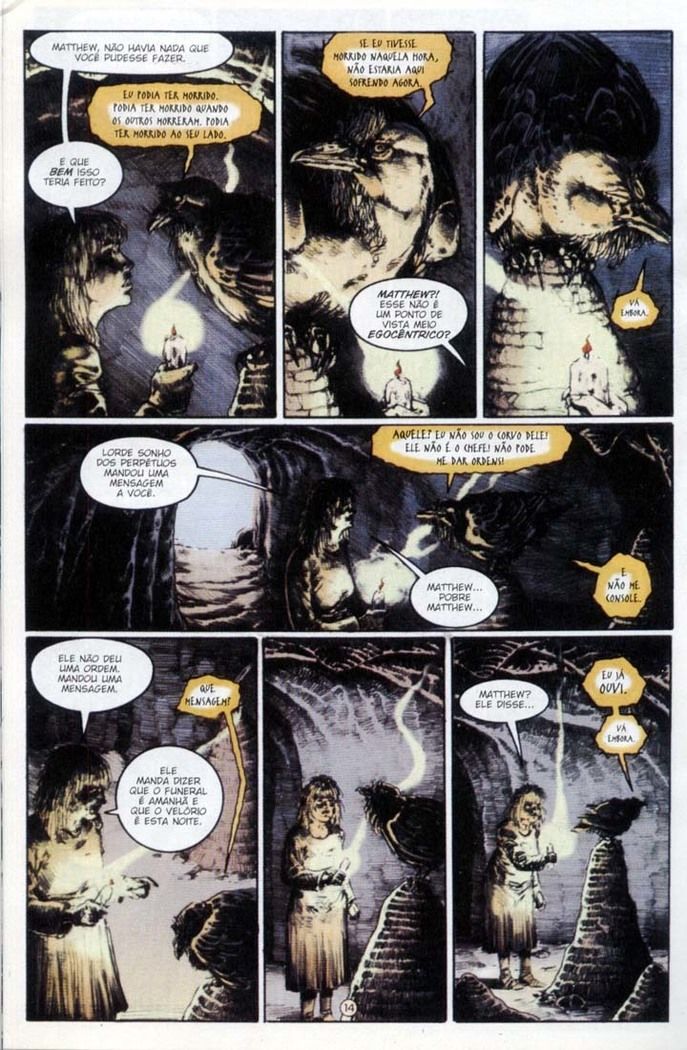 MATTHEW, NÃO HAVIA NADA QUE
VOCÊ PUDESSE FAZER.
EU PODIA TER MORRIDO.
PODIA TER MORRIDO QUANDO
OS OUTROS MORRERAM. PODIA
TER MORRIDO AO SEU LADO.
E QUE
BEM ISSO
TERIA FEITO?
SE EU TIVESSE
MORRIDO NAQUELA HORA,
NÃO ESTARIA AQUI
SOFRENDO AGORA.
MATTHEW?!
ESSE NÃO É
UM PONTO DE
VISTA MEIO
EGOCÊNTRICO?
VÁ
EMBORA.
LORDE SONHO
DOS PERPÉTUOS
MANDOU UMA
MENSAGEM
A VOCÊ.
AQUELE? EU NÃO SOU O CORVO DELE!
ELE NÃO É O CHEFE! NÃO PODE
ME DAR ORDENS!
MATTHEW...
POBRE
MATTHEW...
E
NÃO ME
CONSOLE.
ELE NÃO DEU
UMA ORDEM.
MANDOU UMA
MENSAGEM.
QUE
MENSAGEM?
ELE
MANDA DIZER
QUE O FUNERAL
É AMANHÃ E
QUE O VELÓRIO
É ESTA NOITE.
MATTHEW?
ELE DISSE...
EU JÁ
OUVI.
VÁ
EMBORA.
14